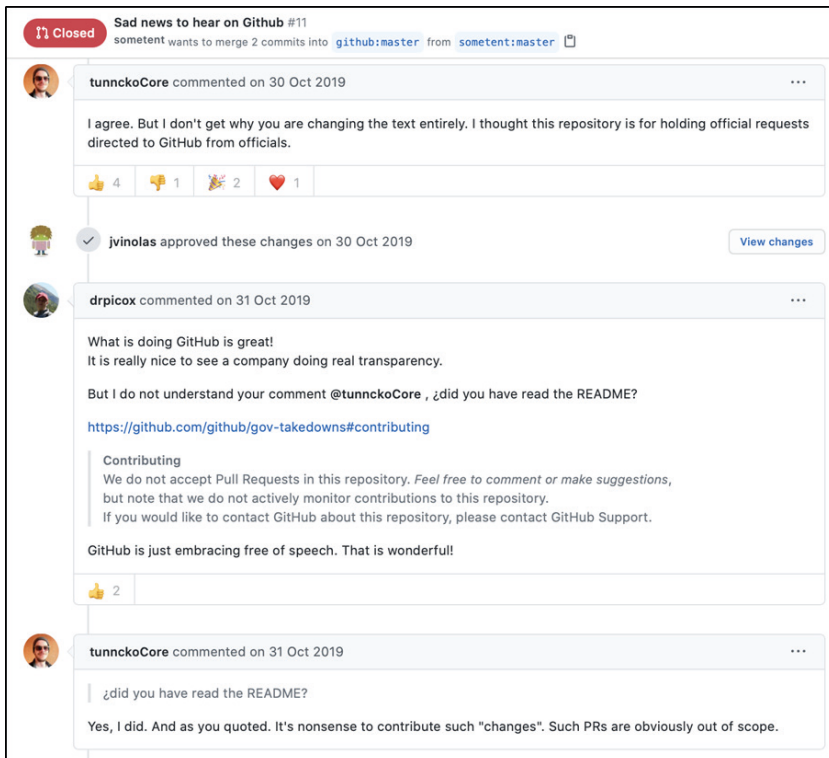 Closed
Sad news to hear on Github #11
sometent wants to merge 2 commits into github:master from sometent:master
tunnckoCore commented on 30 Oct 2019
I agree. But I don't get why you are changing the text entirely. I thought this repository is for holding official requests
directed to GitHub from officials.
👍 4 👎 1 🎉 2 ❤️ 1
jvinolas approved these changes on 30 Oct 2019
View changes
drpicox commented on 31 Oct 2019
What is doing GitHub is great!
It is really nice to see a company doing real transparency.
But I do not understand your comment @tunnckoCore , ¿did you have read the README?
https://github.com/github/gov-takedowns#contributing
Contributing
We do not accept Pull Requests in this repository. Feel free to comment or make suggestions,
but note that we do not actively monitor contributions to this repository.
If you would like to contact GitHub about this repository, please contact GitHub Support.
GitHub is just embracing free of speech. That is wonderful!
👍 2
tunnckoCore commented on 31 Oct 2019
¿did you have read the README?
Yes, I did. And as you quoted. It's nonsense to contribute such "changes". Such PRs are obviously out of scope.